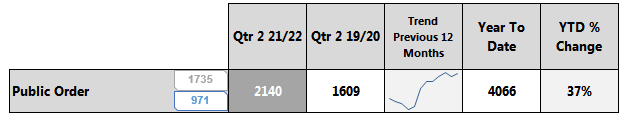 Qtr 2 21/22 Qtr 2 19/20 Trend Previous 12 Months Year To Date YTD % Change
1735
Public Order 2140 1609 4066 37%
971